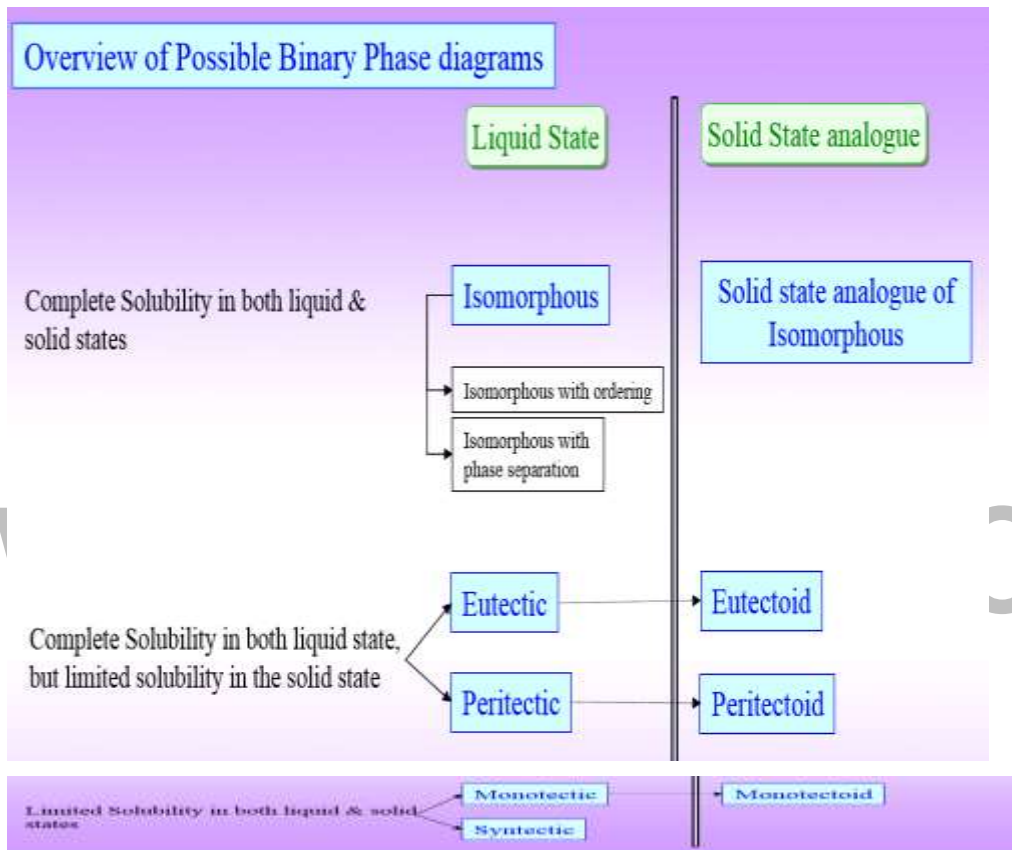 Overview of Possible Binary Phase diagrams
Liquid State
Solid State analogue
Complete Solubility in both liquid &
solid states
Isomorphous
Solid state analogue of
Isomorphous
Isomorphous with ordering
Isomorphous with
phase separation
Complete Solubility in both liquid state,
but limited solubility in the solid state
Eutectic
Eutectoid
Peritectic
Peritectoid
Limited Solubility in both liquid & solid
states
Monotectic
Monotectoid
Syntectic